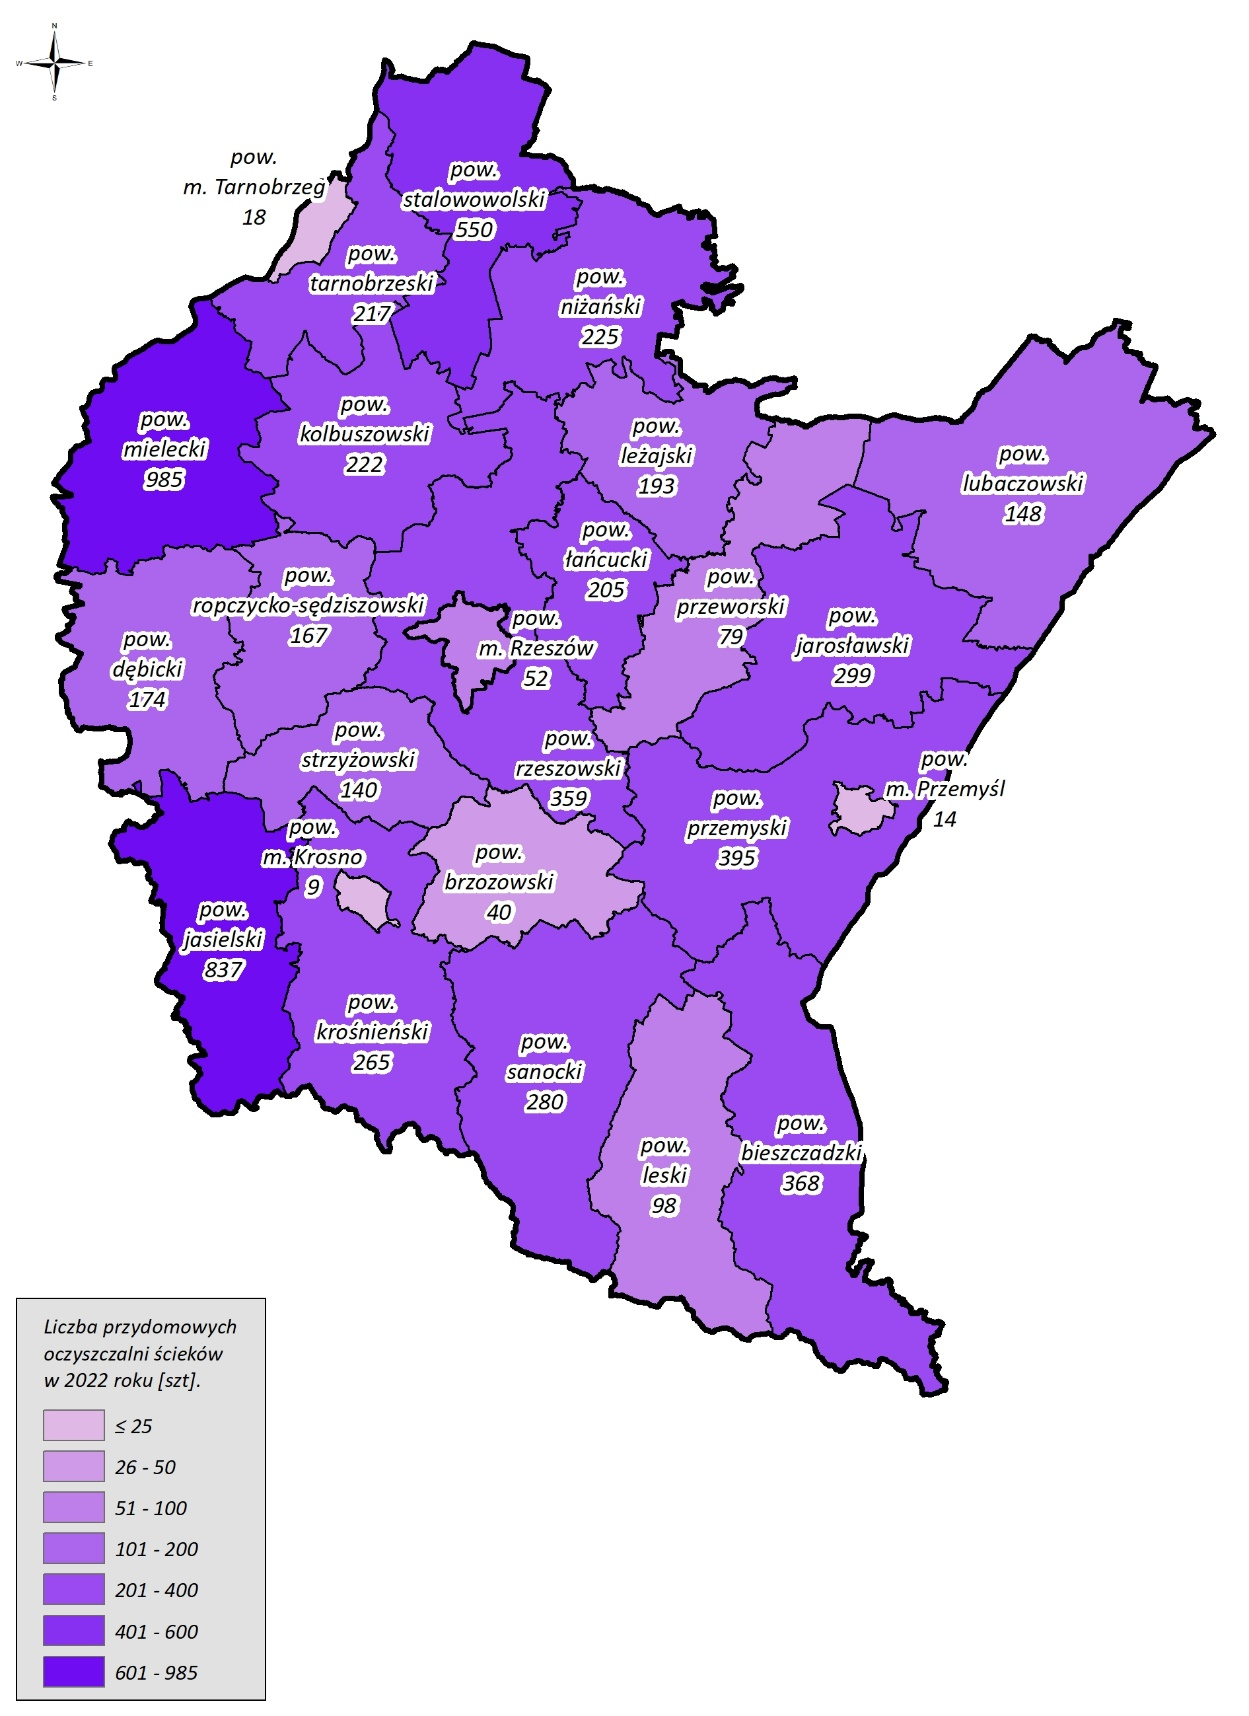 N
W
E
S
pow.
m. Tarnobrzeg
18
pow.
stalowowolski
550
pow.
tarnobrzeski
217
pow.
niżański
225
pow.
mielecki
985
pow.
kolbuszowski
222
pow.
leżajski
193
pow.
lubaczowski
148
pow.
łańcucki
205
pow.
ropczycko-sędziszowski
167
pow.
przeworski
79
pow.
dębicki
174
pow.
m. Rzeszów
52
pow.
jarosławski
299
pow.
strzyżowski
140
pow.
rzeszowski
359
pow.
m. Przemyśl
14
pow.
przemyski
395
pow.
m. Krosno
9
pow.
brzozowski
40
pow.
jasielski
837
pow.
krośnieński
265
pow.
sanocki
280
pow.
leski
98
pow.
bieszczadzki
368
Liczba przydomowych
oczyszczalni ścieków
w 2022 roku [szt].
≤ 25
26 - 50
51 - 100
101 - 200
201 - 400
401 - 600
601 - 985